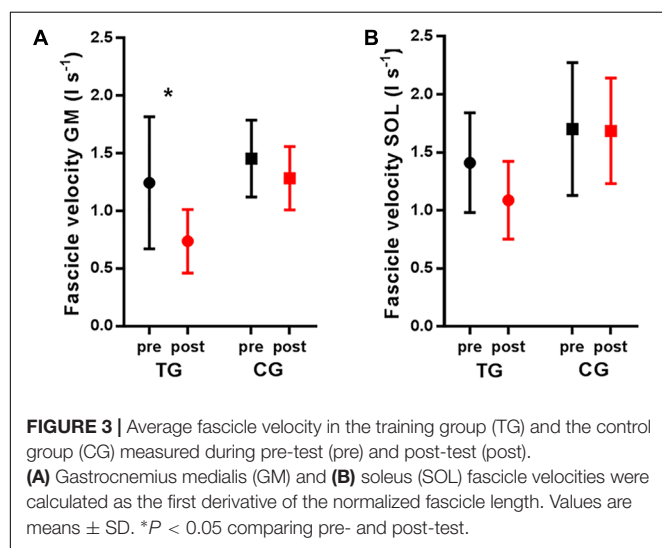 A
B
Fascicle velocity GM (l s⁻¹)
2.5
2.0
1.5
1.0
0.5
0.0
*
pre post pre post
TG CG
Fascicle velocity SOL (l s⁻¹)
2.5
2.0
1.5
1.0
0.5
0.0
pre post pre post
TG CG
FIGURE 3 | Average fascicle velocity in the training group (TG) and the control
group (CG) measured during pre-test (pre) and post-test (post).
(A) Gastrocnemius medialis (GM) and (B) soleus (SOL) fascicle velocities were
calculated as the first derivative of the normalized fascicle length. Values are
means ± SD. *P < 0.05 comparing pre- and post-test.